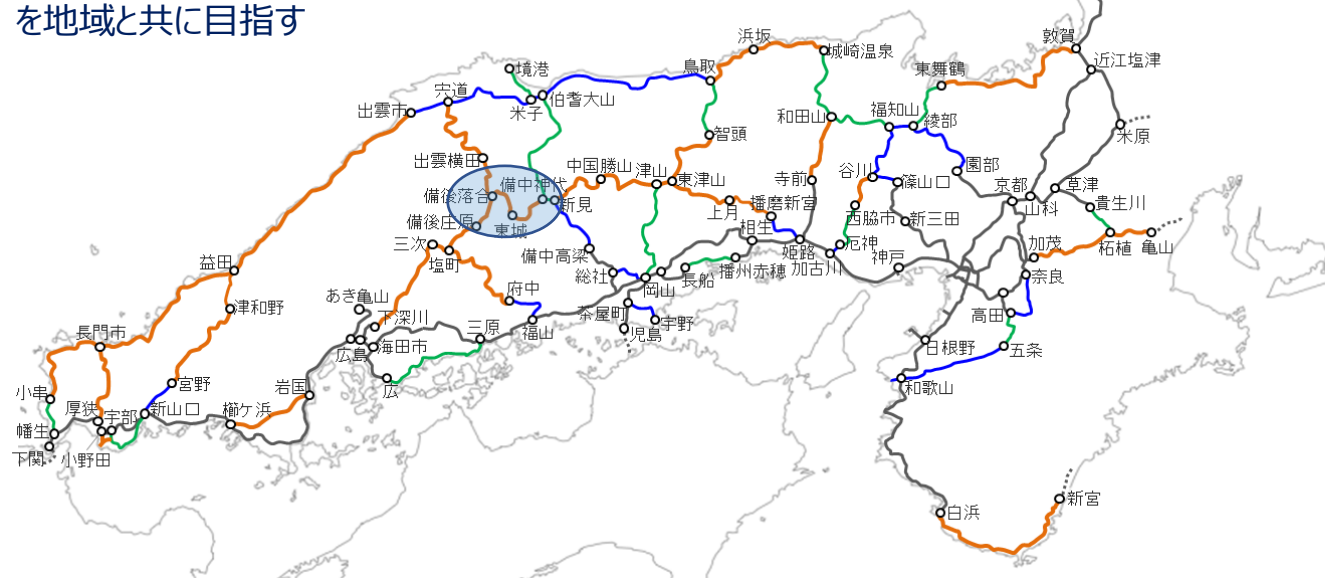 を地域と共に目指す
浜坂
城崎温泉
敦賀
近江塩津
鳥取
東舞鶴
境港
宍道
米子
伯耆大山
出雲市
和田山
福知山
綾部
米原
智頭
出雲横田
中国勝山
津山
東津山
寺前
谷川
園部
篠山口
京都
山科
草津
備後落合
備中神代
新見
備後庄原
東城
上月
播磨新宮
西脇市
新三田
貴生川
三次
塩町
備中高梁
相生
姫路
加古川
厄神
神戸
加茂
柘植
亀山
益田
総社
岡山
長船
播州赤穂
奈良
津和野
あき亀山
府中
茶屋町
宇野
高田
長門市
下深川
三原
福山
児島
広島
海田市
日根野
五条
小串
宮野
岩国
広
和歌山
厚狭
宇部
新山口
櫛ケ浜
幡生
下関
小野田
白浜
新宮